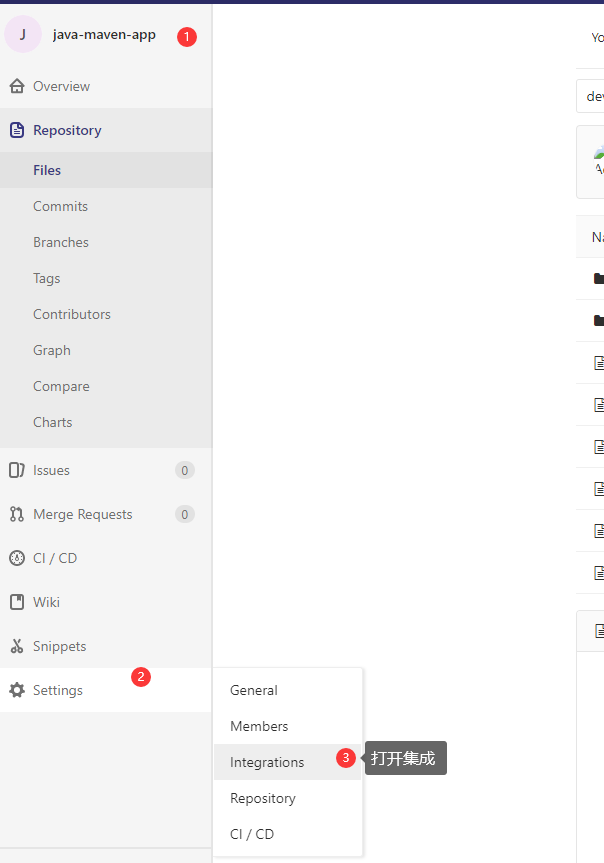 J java-maven-app 1
Overview
Repository
Files
Commits
Branches
Tags
Contributors
Graph
Compare
Charts
Issues 0
Merge Requests 0
CI / CD
Wiki
Snippets
Settings 2
General
Members
Integrations 3 打开集成
Repository
CI / CD
Yo
dev
Na